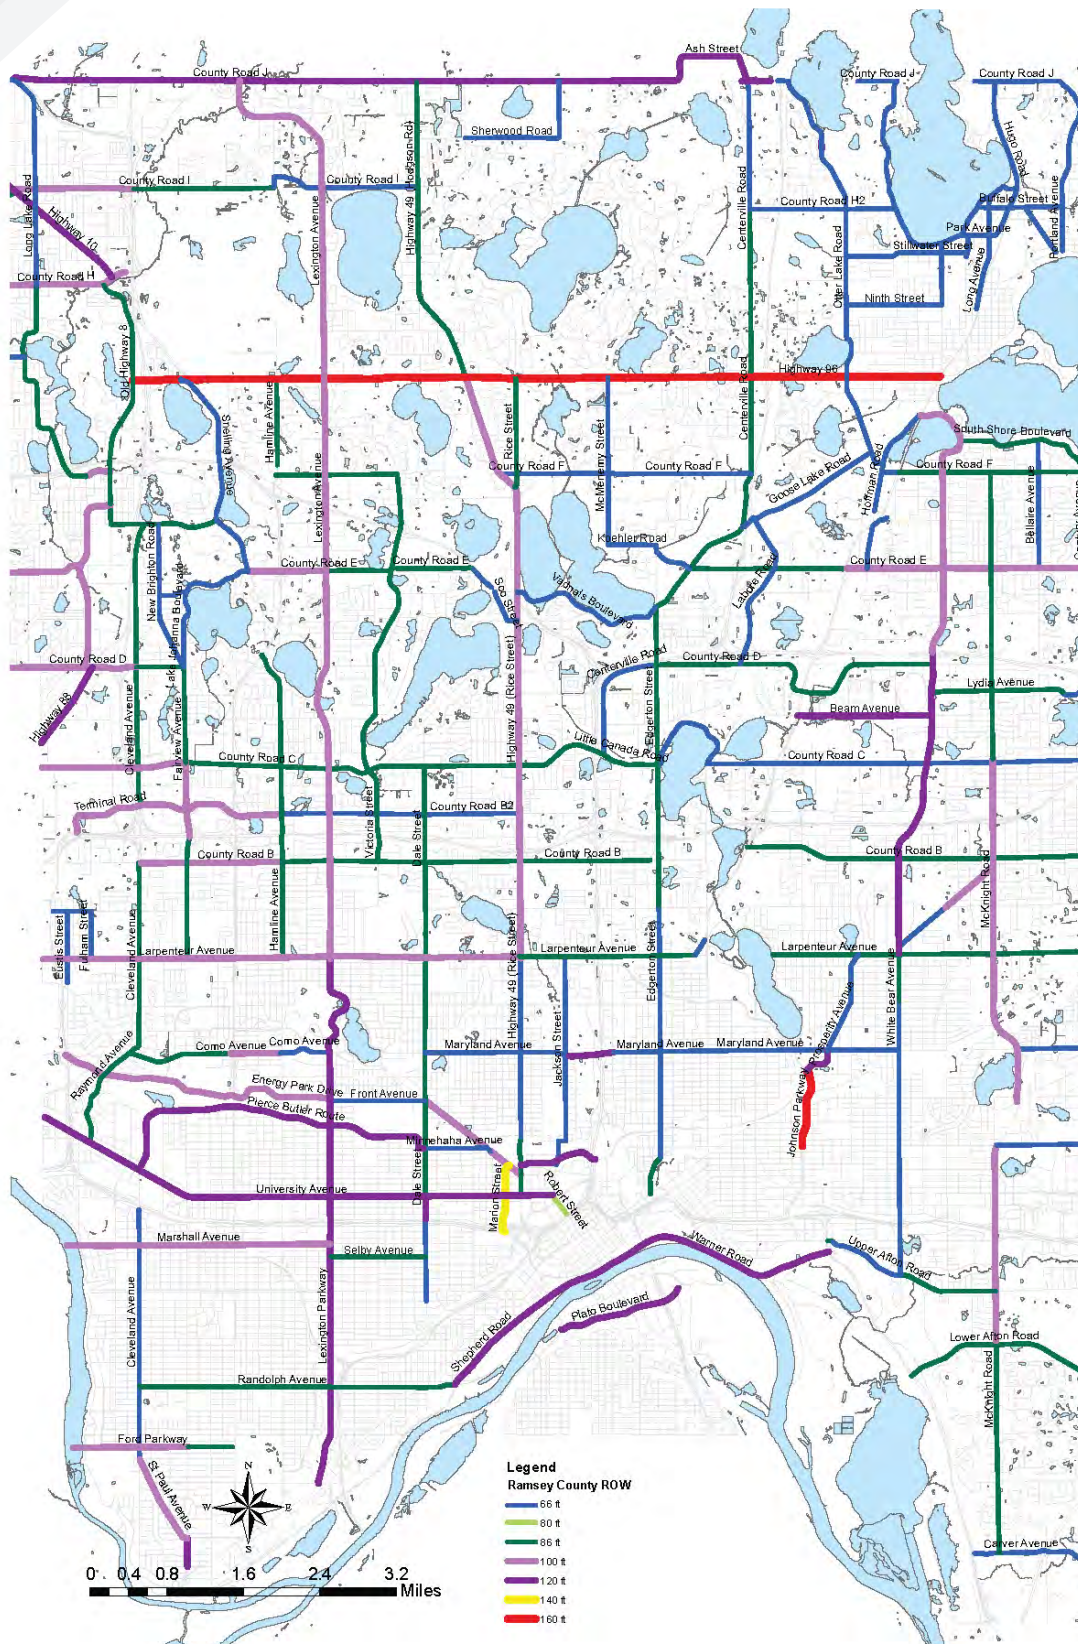 Ash Street
County Road J
County Road J
County Road J
Sherwood Road
Highway 49 (Hodgson Rd)
Hugo Road
County Road I
County Road I
Long Lake Road
Lexington Avenue
Centerville Road
County Road H2
Buffalo Street
Highway 10
Park Avenue
Portland Avenue
Stillwater Street
County Road H
Otter Lake Road
Long Avenue
Ninth Street
Old Highway 8
Highway 96
Hamline Avenue
Snelling Avenue
Rice Street
McMenemy Street
Centerville Road
South Shore Boulevard
Lexington Avenue
County Road F
County Road F
Goose Lake Road
Hoffman Road
County Road F
Bellaire Avenue
New Brighton Road
Koehler Road
County Road E
County Road E
County Road E
Lake Johanna Boulevard
Soo Street
Vadnais Boulevard
Labore Road
County Road D
Centerville Road
County Road D
Highway 88
Cleveland Avenue
Fairview Avenue
Highway 49 (Rice Street)
Edgerton Street
Lydia Avenue
Beam Avenue
County Road C
Little Canada Road
County Road C
Terminal Road
Victoria Street
Dale Street
County Road B2
County Road B
County Road B
County Road B
McKnight Road
Hamline Avenue
Eustis Street
Fulham Street
Cleveland Avenue
Larpenteur Avenue
Highway 49 (Rice Street)
Larpenteur Avenue
Edgerton Street
Larpenteur Avenue
White Bear Avenue
Prosperity Avenue
Raymond Avenue
Como Avenue
Como Avenue
Maryland Avenue
Jackson Street
Maryland Avenue
Maryland Avenue
Energy Park Drive
Front Avenue
Pierce Butler Route
Johnson Parkway
Minnehaha Avenue
Dale Street
University Avenue
Marion Street
Robert Street
Marshall Avenue
Selby Avenue
Warner Road
Upper Afton Road
Cleveland Avenue
Lexington Parkway
Shepherd Road
Plato Boulevard
Lower Afton Road
Randolph Avenue
McKnight Road
Ford Parkway
St Paul Avenue
N
W
E
S
Carver Avenue
Legend
Ramsey County ROW
66 ft
80 ft
86 ft
100 ft
120 ft
140 ft
160 ft
0 0.4 0.8 1.6 2.4 3.2
Miles